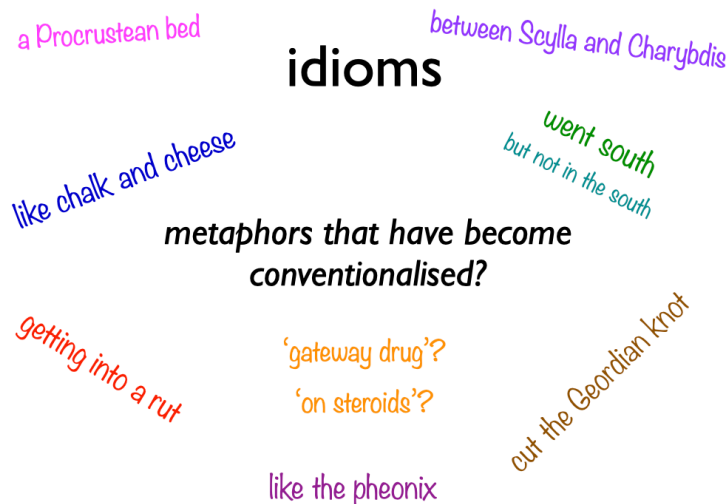 a Procrustean bed
between Scylla and Charybdis
idioms
went south
but not in the south
like chalk and cheese
metaphors that have become
conventionalised?
getting into a rut
‘gateway drug’?
‘on steroids’?
cut the Geordian knot
like the pheonix